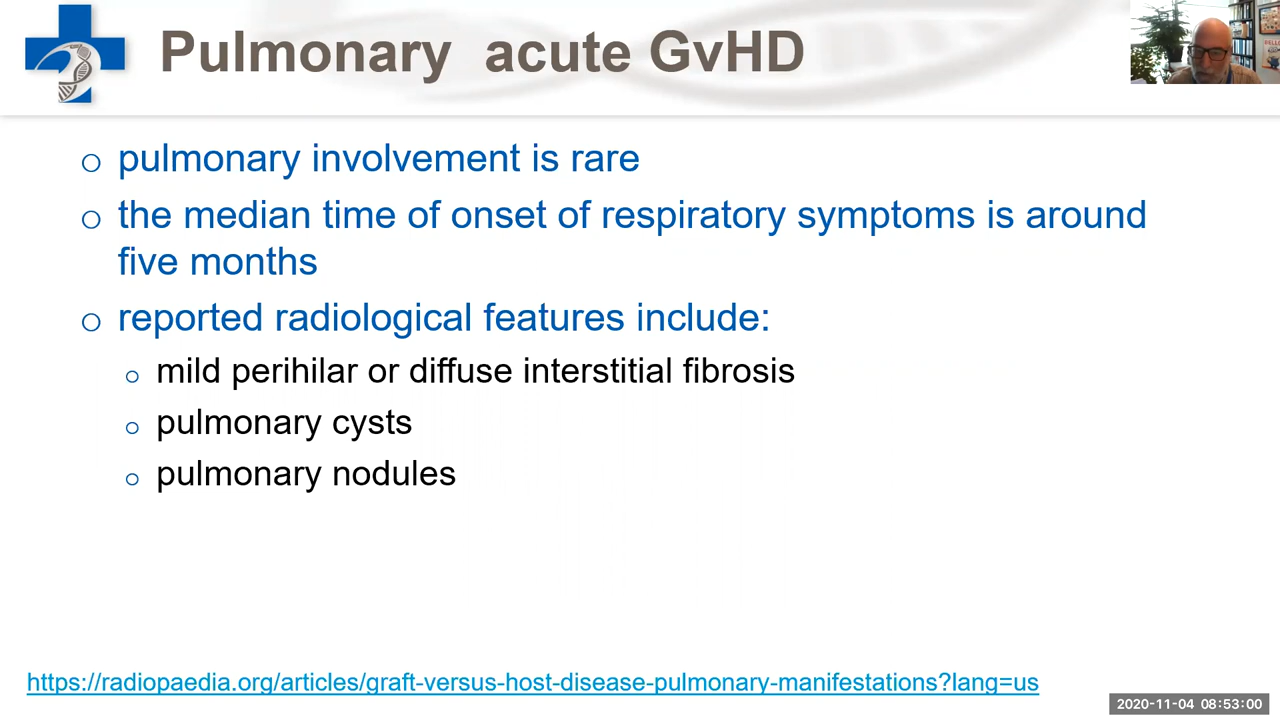 Pulmonary acute GvHD
pulmonary involvement is rare
the median time of onset of respiratory symptoms is around
five months
reported radiological features include:
mild perihilar or diffuse interstitial fibrosis
pulmonary cysts
pulmonary nodules
https://radiopaedia.org/articles/graft-versus-host-disease-pulmonary-manifestations?lang=us
2020-11-04 08:53:00